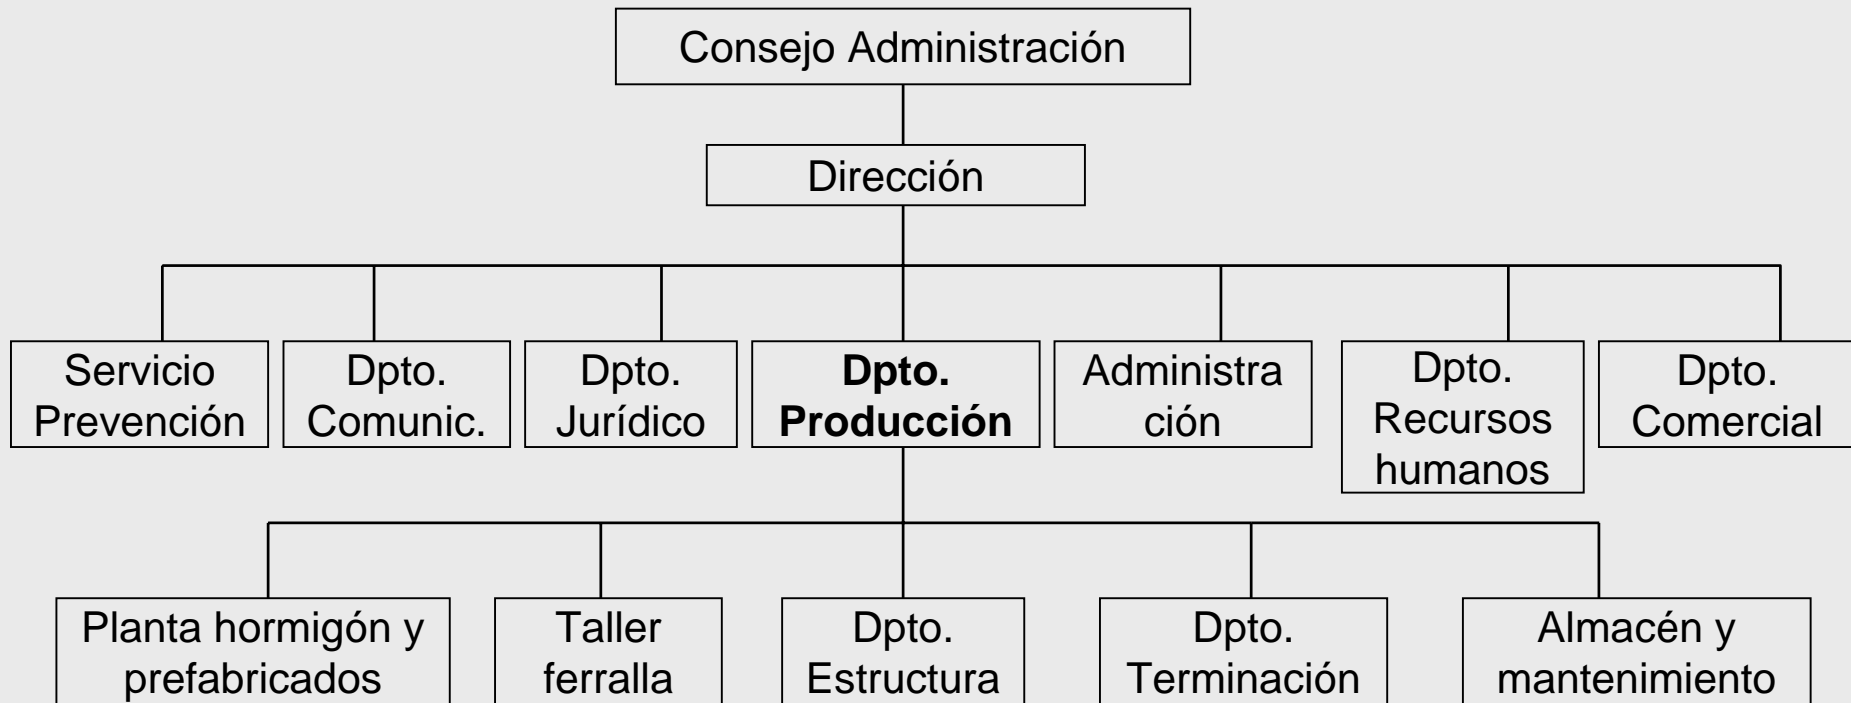 Consejo Administración
Dirección
Servicio
Prevención
Dpto.
Comunic.
Dpto.
Jurídico
Dpto.
Producción
Administra
ción
Dpto.
Recursos
humanos
Dpto.
Comercial
Planta hormigón y
prefabricados
Taller
ferralla
Dpto.
Estructura
Dpto.
Terminación
Almacén y
mantenimiento